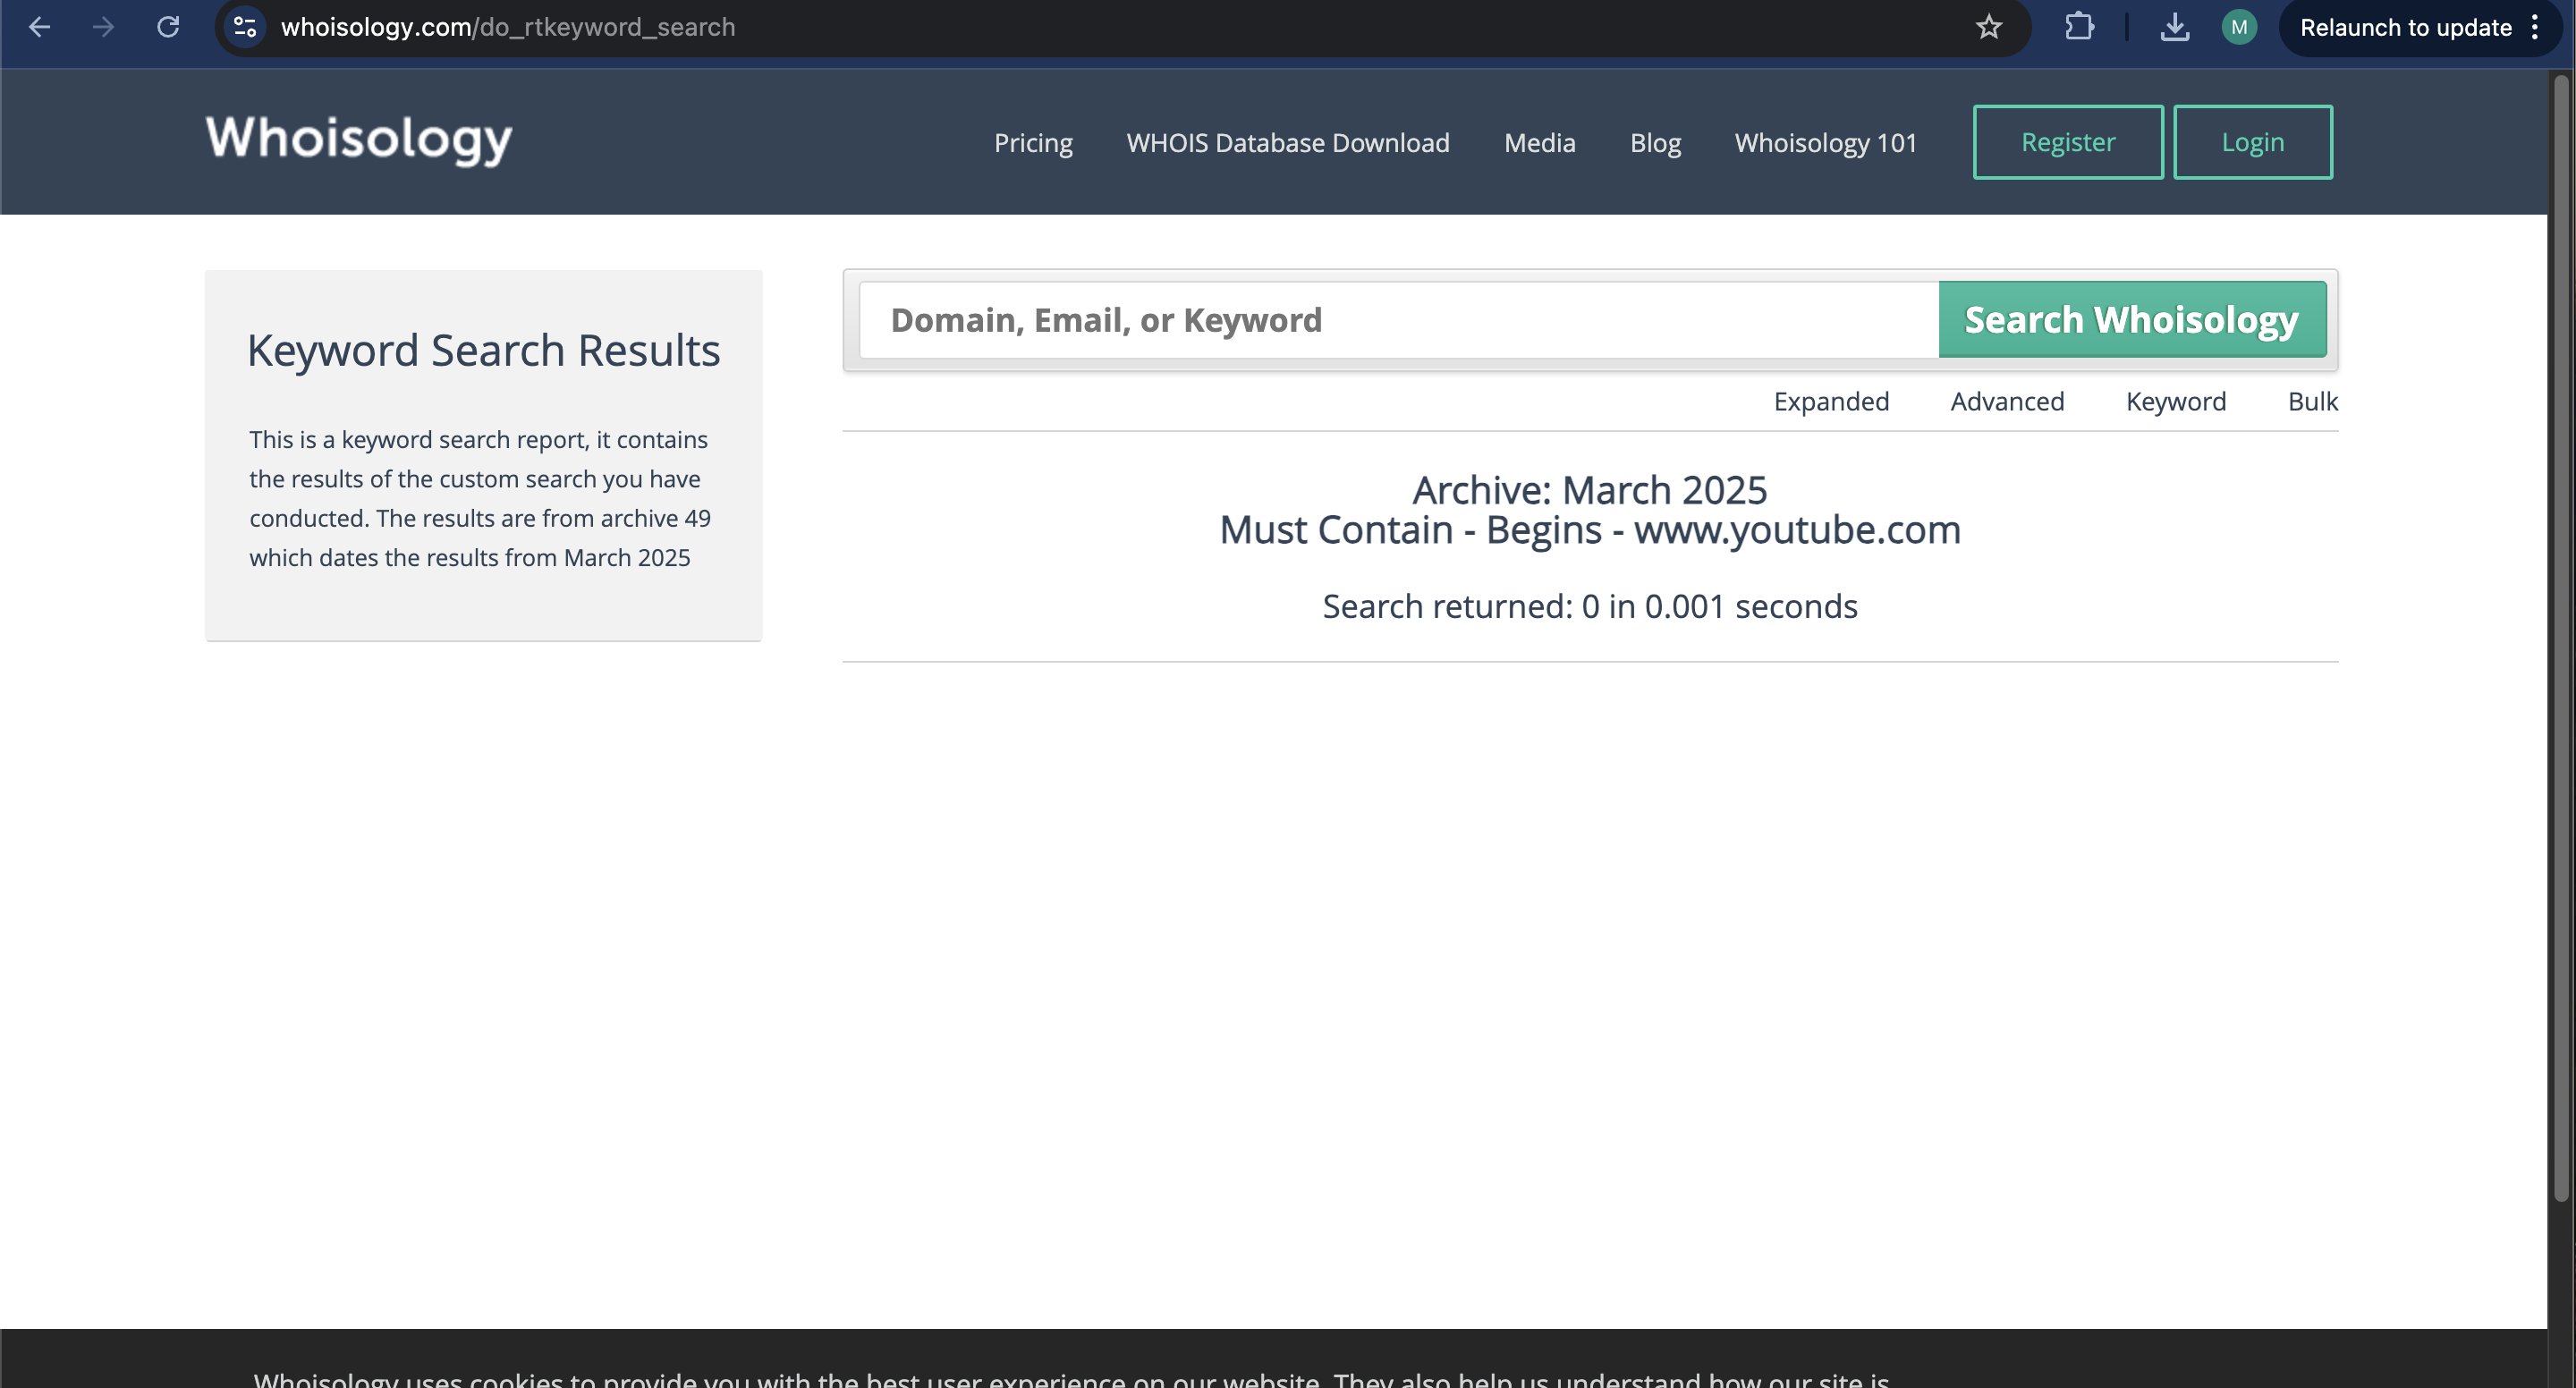 whoisology.com/do_rtkeyword_search
M
Relaunch to update
Whoisology
Pricing
WHOIS Database Download
Media
Blog
Whoisology 101
Register
Login
Keyword Search Results
This is a keyword search report, it contains
the results of the custom search you have
conducted. The results are from archive 49
which dates the results from March 2025
Domain, Email, or Keyword
Search Whoisology
Expanded
Advanced
Keyword
Bulk
Archive: March 2025
Must Contain - Begins - www.youtube.com
Search returned: 0 in 0.001 seconds
Whoisology uses cookies to provide you with the best user experience on our website. They also help us understand how our site is